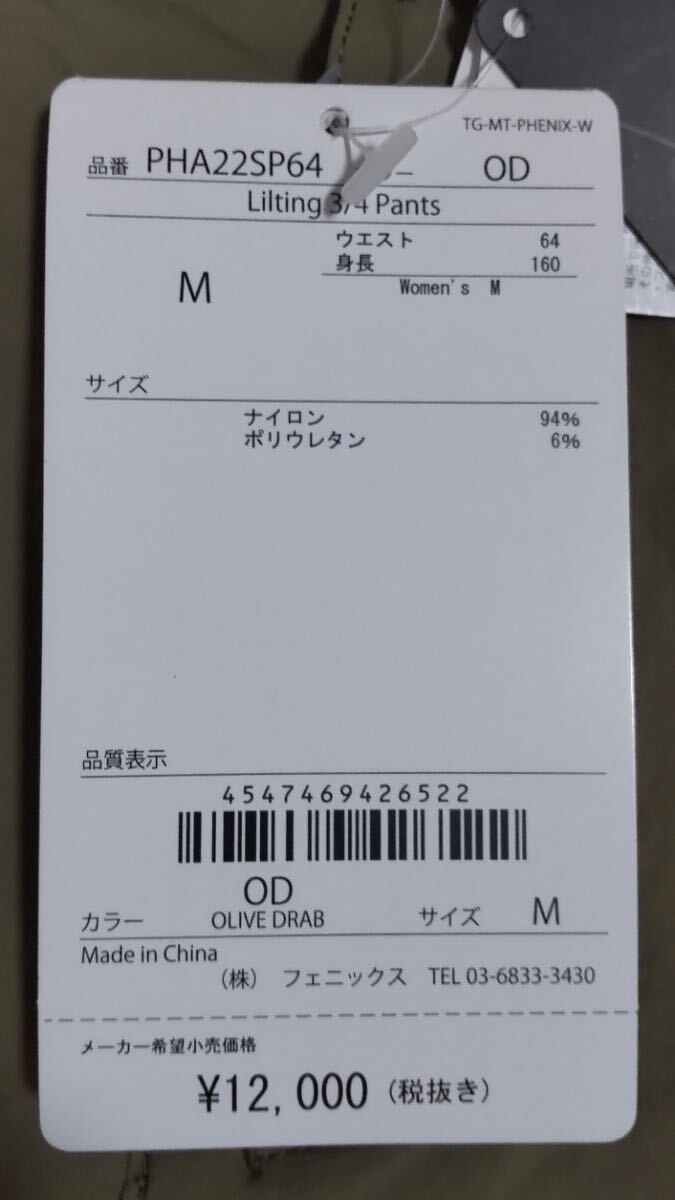 TG-MT-PHENIX-W
品番 PHA22SP64 OD
Lilting 3/4 Pants
ウエスト 64
身長 160
M
Women's M
サイズ
ナイロン 94%
ポリウレタン 6%
品質表示
4547469426522
OD
カラー OLIVE DRAB サイズ M
Made in China
(株) フェニックス TEL 03-6833-3430
メーカー希望小売価格
¥12,000 (税抜き)